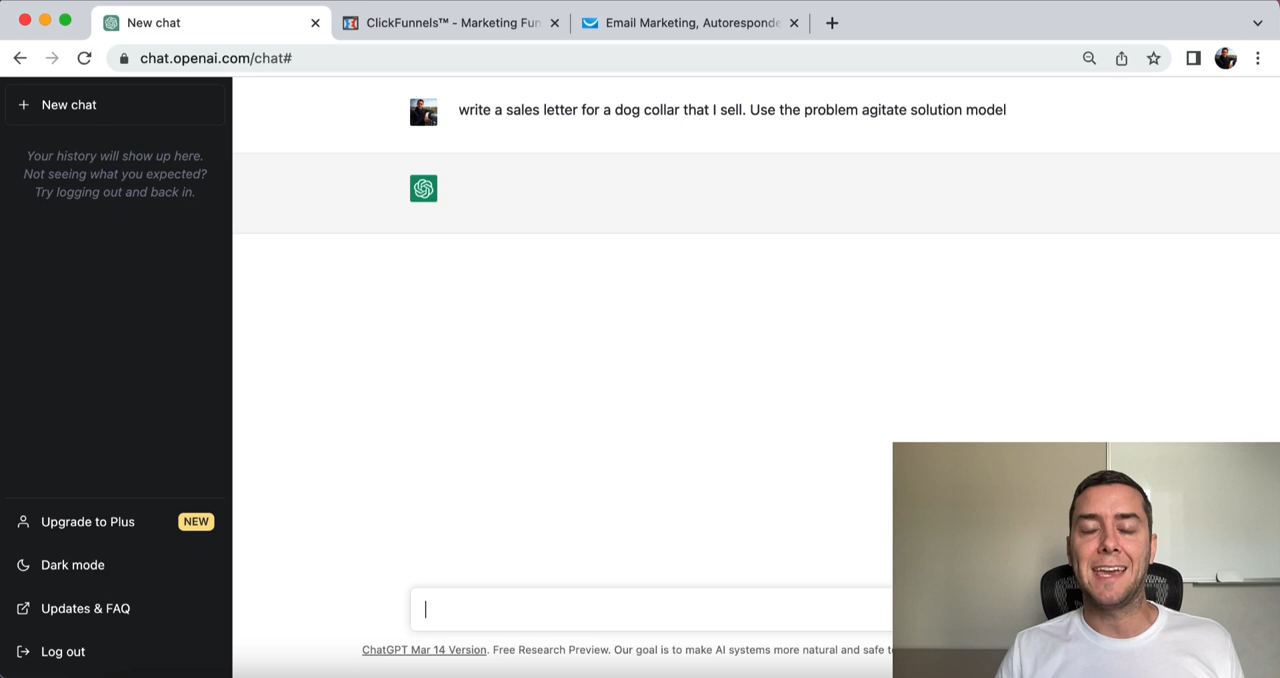 New chat
ClickFunnels™ - Marketing Fun
Email Marketing, Autoresponde
chat.openai.com/chat#
New chat
Your history will show up here.
Not seeing what you expected?
Try logging out and back in.
write a sales letter for a dog collar that I sell. Use the problem agitate solution model
Upgrade to Plus NEW
Dark mode
Updates & FAQ
Log out
ChatGPT Mar 14 Version. Free Research Preview. Our goal is to make AI systems more natural and safe t